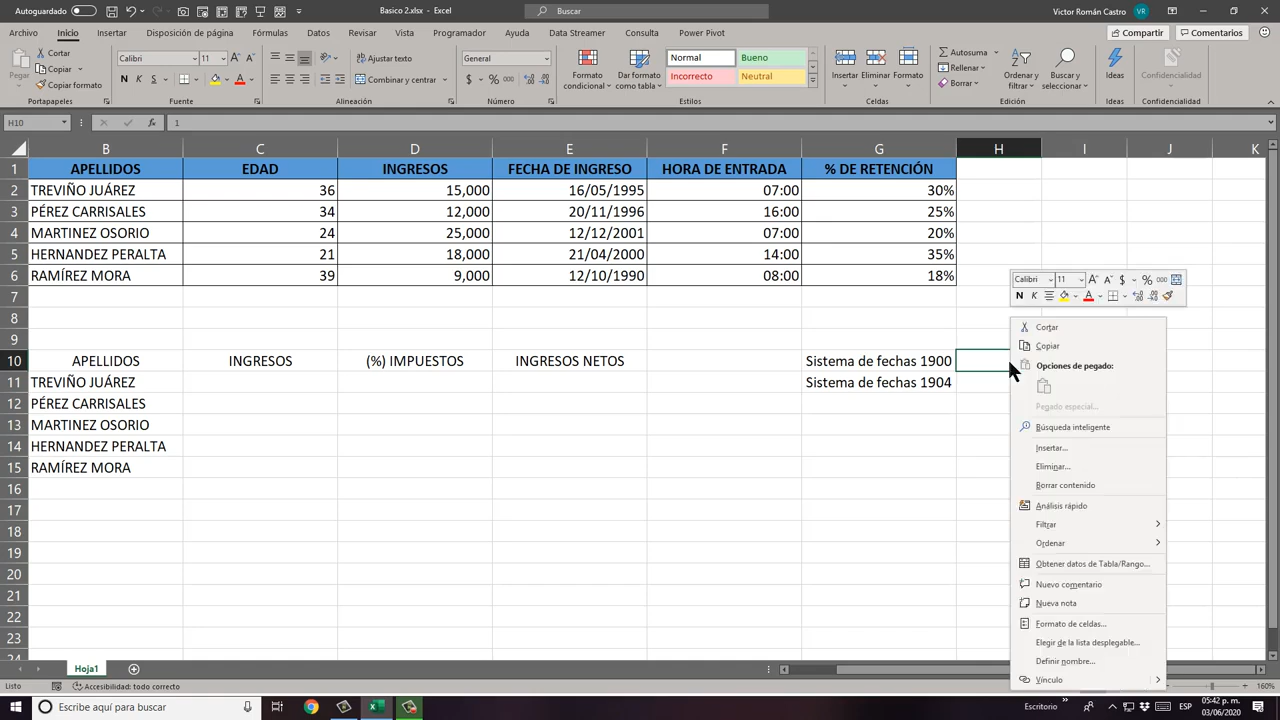 Autoguardado
Basico 2.xlsx - Excel
Buscar
Victor Román Castro
VR
Archivo Inicio Insertar Disposición de página Fórmulas Datos Revisar Vista Programador Ayuda Data Streamer Consulta Power Pivot
Compartir Comentarios
Pegar
Cortar
Copiar
Copiar formato
Portapapeles
Calibri 11
N K S
Fuente
Ajustar texto
Combinar y centrar
Alineación
General
$ % 000
Número
Formato condicional
Dar formato como tabla
Normal Bueno
Incorrecto Neutral
Estilos
Insertar Eliminar Formato
Celdas
Autosuma
Rellenar
Borrar
Ordenar y filtrar
Buscar y seleccionar
Edición
Ideas
Ideas
Confidencialidad
Confidencialidad
H10 fx 1
B C D E F G H I J K
1 APELLIDOS EDAD INGRESOS FECHA DE INGRESO HORA DE ENTRADA % DE RETENCIÓN
2 TREVIÑO JUÁREZ 36 15,000 16/05/1995 07:00 30%
3 PÉREZ CARRISALES 34 12,000 20/11/1996 16:00 25%
4 MARTINEZ OSORIO 24 25,000 12/12/2001 07:00 20%
5 HERNANDEZ PERALTA 21 18,000 21/04/2000 14:00 35%
6 RAMÍREZ MORA 39 9,000 12/10/1990 08:00 18%
7
8
9
10 APELLIDOS INGRESOS (%) IMPUESTOS INGRESOS NETOS Sistema de fechas 1900
11 TREVIÑO JUÁREZ Sistema de fechas 1904
12 PÉREZ CARRISALES
13 MARTINEZ OSORIO
14 HERNANDEZ PERALTA
15 RAMÍREZ MORA
16
17
18
19
20
21
22
23
24
Calibri 11 A A $ % 000
N K A
Cortar
Copiar
Opciones de pegado:
Pegado especial...
Búsqueda inteligente
Insertar...
Eliminar...
Borrar contenido
Análisis rápido
Filtrar
Ordenar
Obtener datos de Tabla/Rango...
Nuevo comentario
Nueva nota
Formato de celdas...
Elegir de la lista desplegable...
Definir nombre...
Vínculo
Hoja1
Listo
Accesibilidad: todo correcto
160%
Escribe aquí para buscar
Escritorio
ESP
05:42 p. m.
03/06/2020